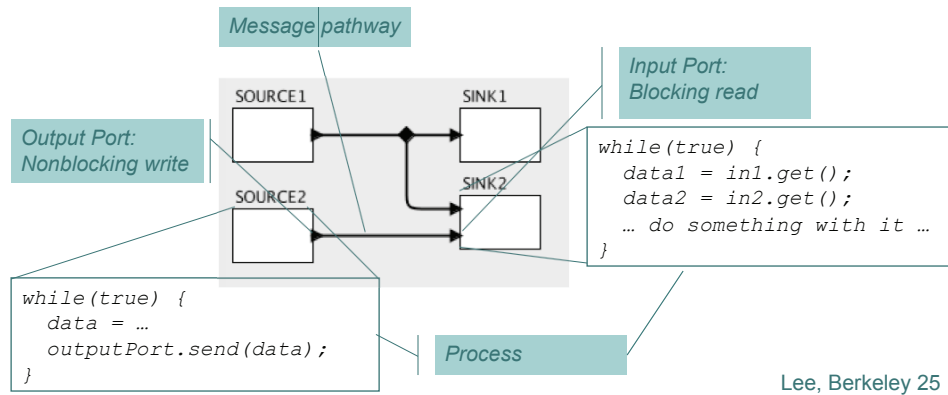 Message pathway
Input Port:
Blocking read
SOURCE1
SINK1
Output Port:
Nonblocking write
while(true) {
data1 = in1.get();
data2 = in2.get();
… do something with it …
}
SINK2
SOURCE2
while(true) {
data = …
outputPort.send(data);
}
Process
Lee, Berkeley 25